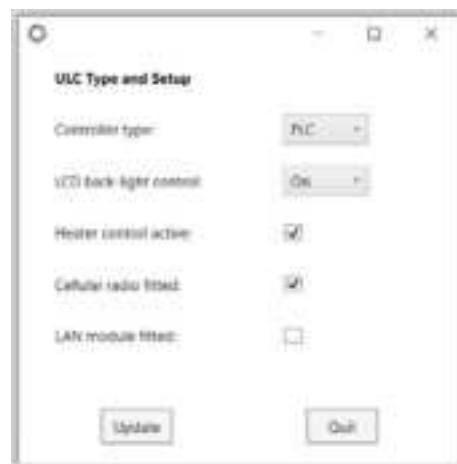 ULC Type and Setup
Controller type:
PLC
LCD back-light control:
On
Heater control active:
Cellular radio fitted:
LAN module fitted:
Update
Quit